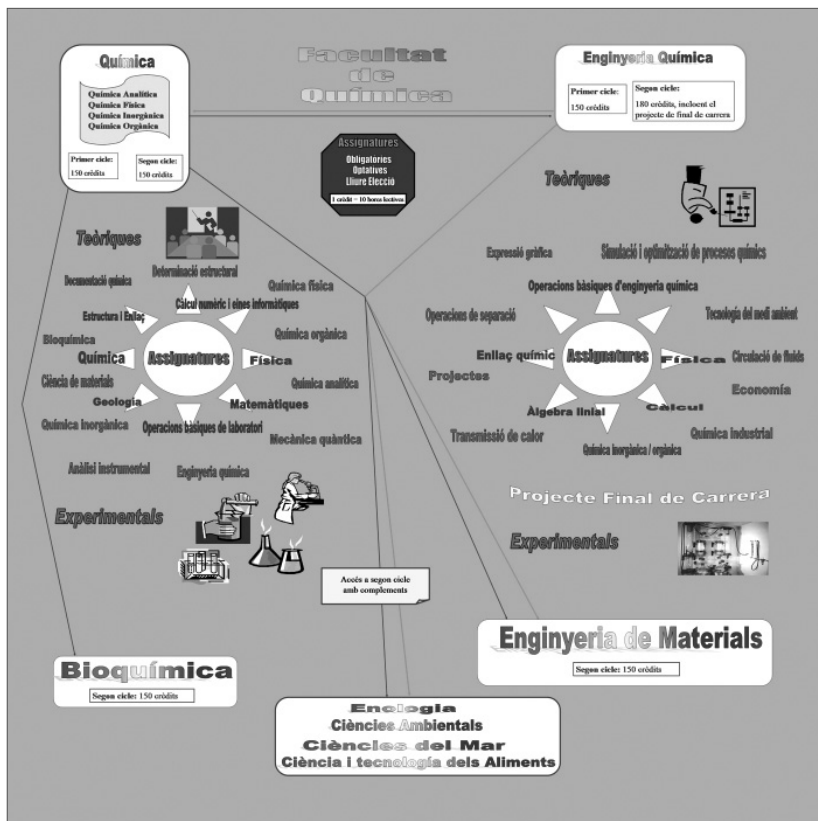 Química
Química Analítica
Química Física
Química Inorgànica
Química Orgànica
Primer cicle:
150 crèdits
Segon cicle:
150 crèdits
Facultat
de
Química
Enginyeria Química
Primer cicle:
150 crèdits
Segon cicle:
180 crèdits, incloent el
projecte de final de carrera
Assignatures
Obligatòries
Optatives
Lliure Elecció
1 crèdit = 10 hores lectives
Teòriques
Determinació estructural
Documentació química
Química física
Càlcul numèric i eines informàtiques
Estructura i Enllaç
Química orgànica
Bioquímica
Química
Assignatures
Física
Ciència de materials
Química analítica
Geologia
Matemàtiques
Química inorgànica
Operacions bàsiques de laboratori
Mecànica quàntica
Anàlisi instrumental
Enginyeria química
Experimentals
Teòriques
Expressió gràfica
Simulació i optimització de procesos químics
Operacions bàsiques d'enginyeria química
Operacions de separació
Tecnología del medi ambient
Enllaç químic
Assignatures
Física
Circulació de fluids
Projectes
Economía
Àlgebra linial
Càlcul
Transmissió de calor
Química industrial
Química inorgànica / orgànica
Projecte Final de Carrera
Experimentals
Accés a segon cicle
amb complements
Bioquímica
Segon cicle: 150 crèdits
Enginyeria de Materials
Segon cicle: 150 crèdits
Enologia
Ciències Ambientals
Ciències del Mar
Ciència i tecnología dels Aliments